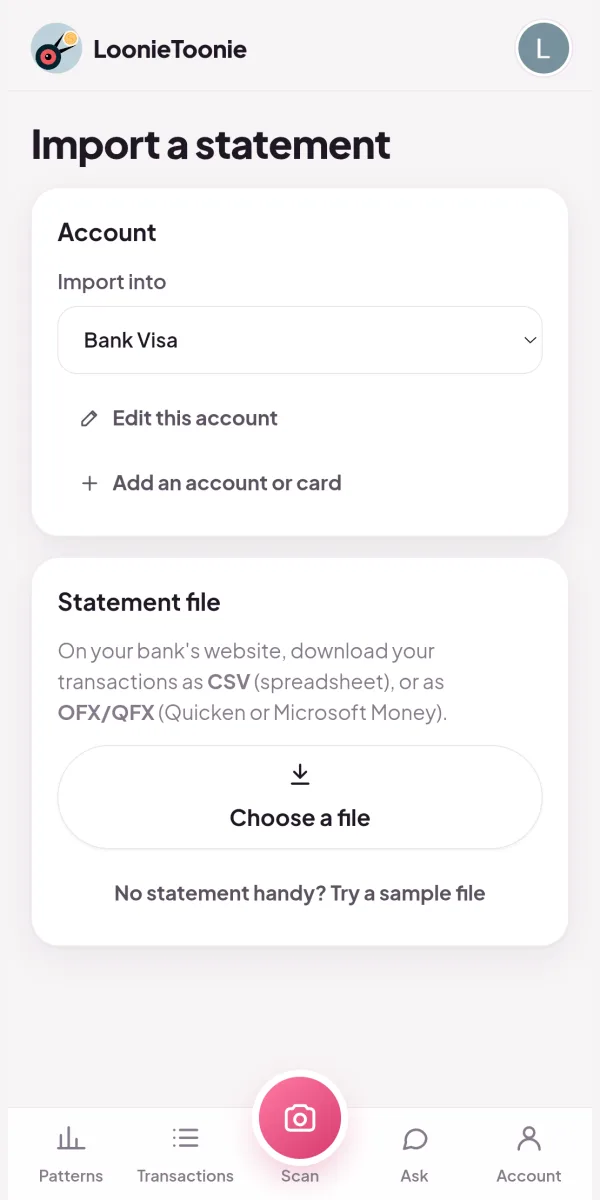 LoonieToonie
L
Import a statement
Account
Import into
Bank Visa
Edit this account
Add an account or card
Statement file
On your bank's website, download your
transactions as CSV (spreadsheet), or as
OFX/QFX (Quicken or Microsoft Money).
Choose a file
No statement handy? Try a sample file
Patterns
Transactions
Scan
Ask
Account